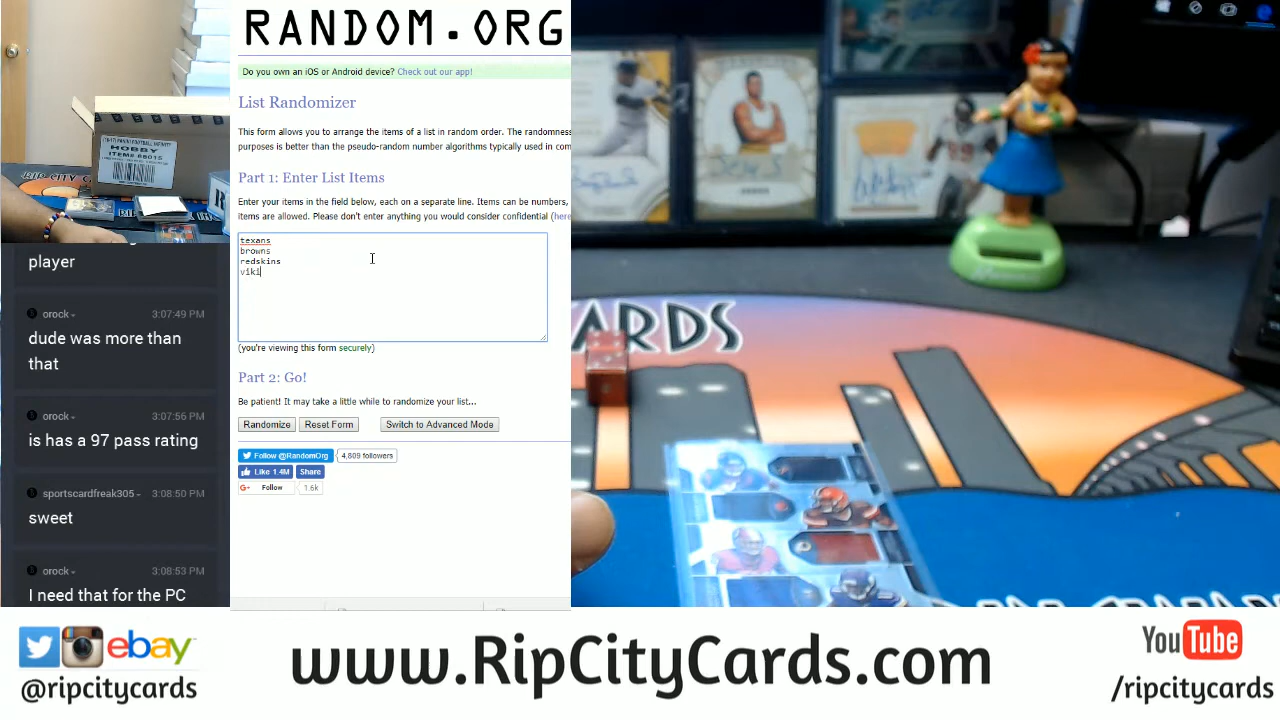 RANDOM.ORG
Do you own an iOS or Android device? Check out our app!
List Randomizer
This form allows you to arrange the items of a list in random order. The randomness
purposes is better than the pseudo-random number algorithms typically used in com
Part 1: Enter List Items
Enter your items in the field below, each on a separate line. Items can be numbers,
items are allowed. Please don't enter anything you would consider confidential (here
texans
browns
redskins
viki
(you're viewing this form securely)
Part 2: Go!
Be patient! It may take a little while to randomize your list...
Randomize
Reset Form
Switch to Advanced Mode
Follow @RandomOrg
4,809 followers
Like 1.4M
Share
G+ Follow
1.6k
HOBBY
player
orock
3:07:49 PM
dude was more than
that
orock
3:07:56 PM
is has a 97 pass rating
sportscardfreak305
3:08:50 PM
sweet
orock
3:08:53 PM
I need that for the PC
ARDS
ebay
@ripcitycards
www.RipCityCards.com
YouTube
/ripcitycards